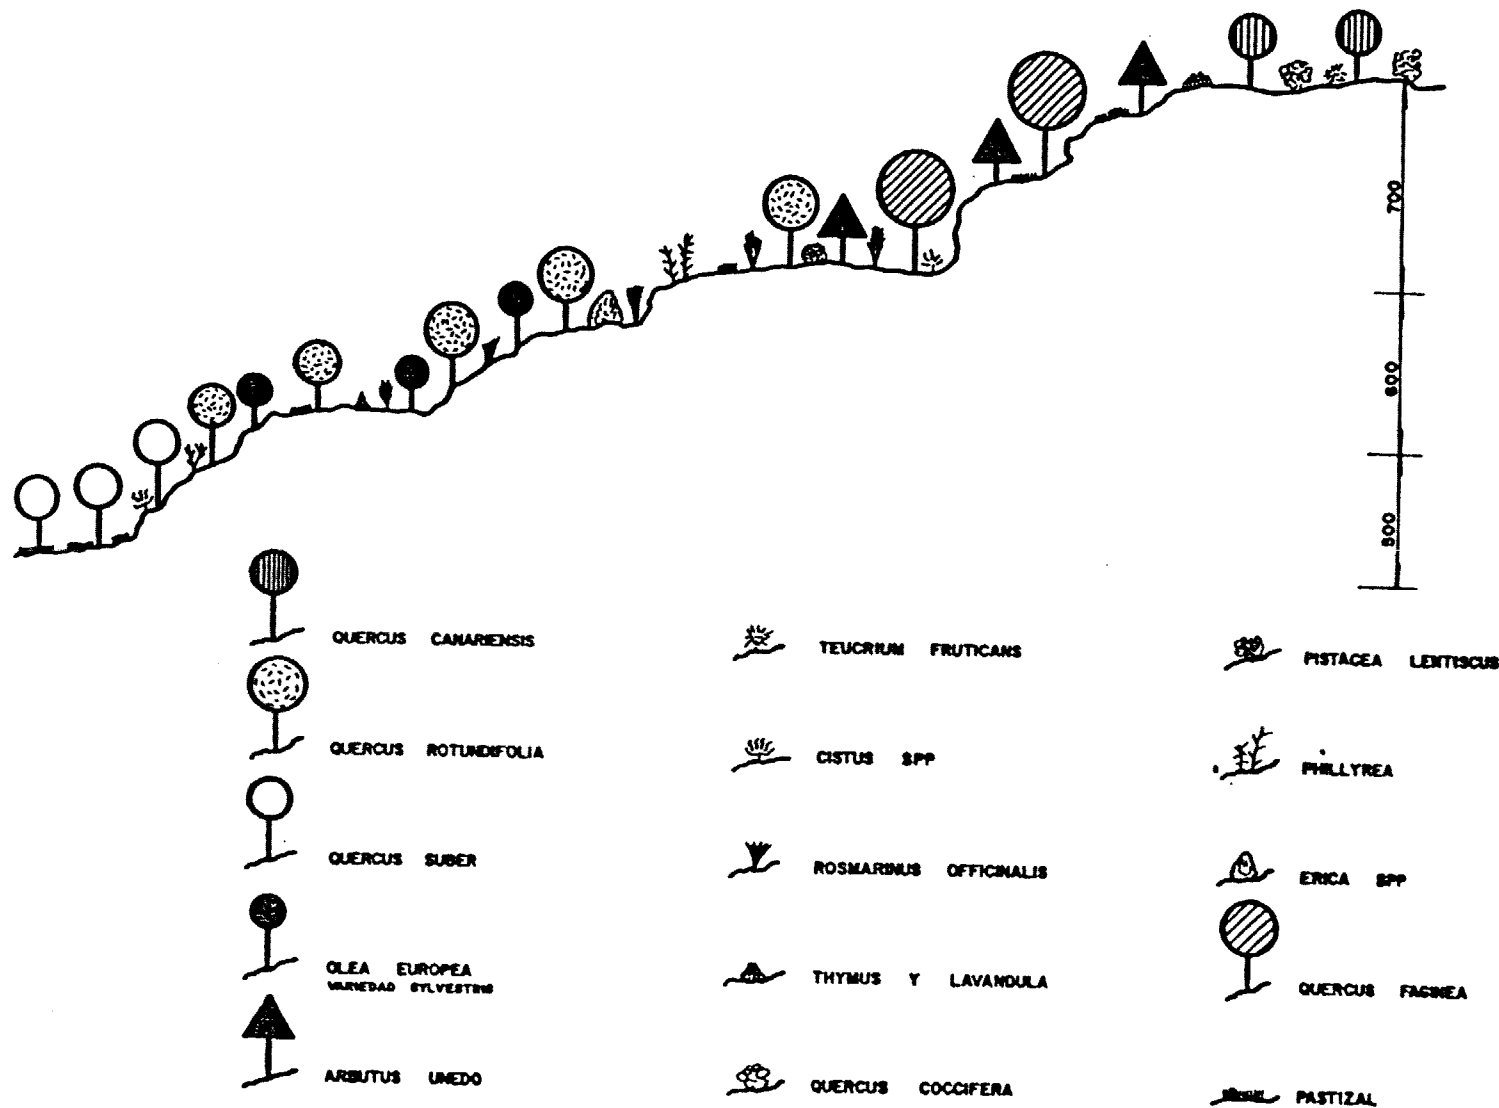 700
600
500
QUERCUS CANARIENSIS
QUERCUS ROTUNDIFOLIA
QUERCUS SUBER
OLEA EUROPEA
VARIEDAD SYLVESTRIS
ARBUTUS UNEDO
TEUCRIUM FRUTICANS
CISTUS SPP
ROSMARINUS OFFICINALIS
THYMUS Y LAVANDULA
QUERCUS COCCIFERA
PISTACEA LENTISCUS
PHILLYREA
ERICA SPP
QUERCUS FAGINEA
PASTIZAL